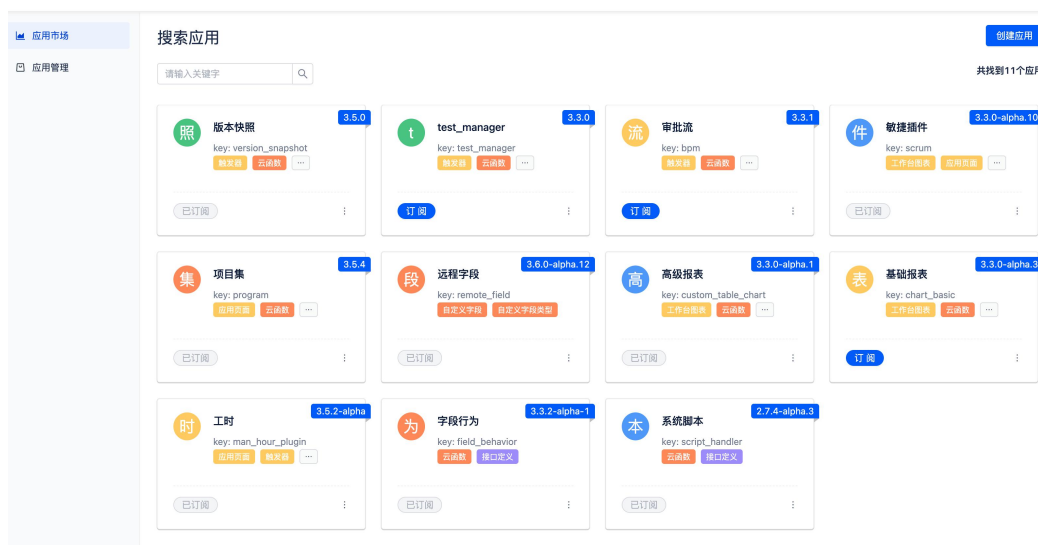 应用市场
应用管理
搜索应用
创建应用
请输入关键字
共找到11个应用
照
版本快照
3.5.0
key: version_snapshot
触发器 云函数 ...
已订阅
t
test_manager
3.3.0
key: test_manager
触发器 云函数 ...
订 阅
流
审批流
3.3.1
key: bpm
触发器 云函数 ...
订 阅
件
敏捷插件
3.3.0-alpha.10
key: scrum
工作台图表 应用页面 ...
已订阅
集
项目集
3.5.4
key: program
应用页面 云函数 ...
已订阅
段
远程字段
3.6.0-alpha.12
key: remote_field
自定义字段 自定义字段类型
已订阅
高
高级报表
3.3.0-alpha.1
key: custom_table_chart
工作台图表 云函数 ...
已订阅
表
基础报表
3.3.0-alpha.3
key: chart_basic
工作台图表 云函数 ...
订 阅
时
工时
3.5.2-alpha
key: man_hour_plugin
应用页面 触发器 ...
已订阅
为
字段行为
3.3.2-alpha-1
key: field_behavior
云函数 接口定义
已订阅
本
系统脚本
2.7.4-alpha.3
key: script_handler
云函数 接口定义
已订阅